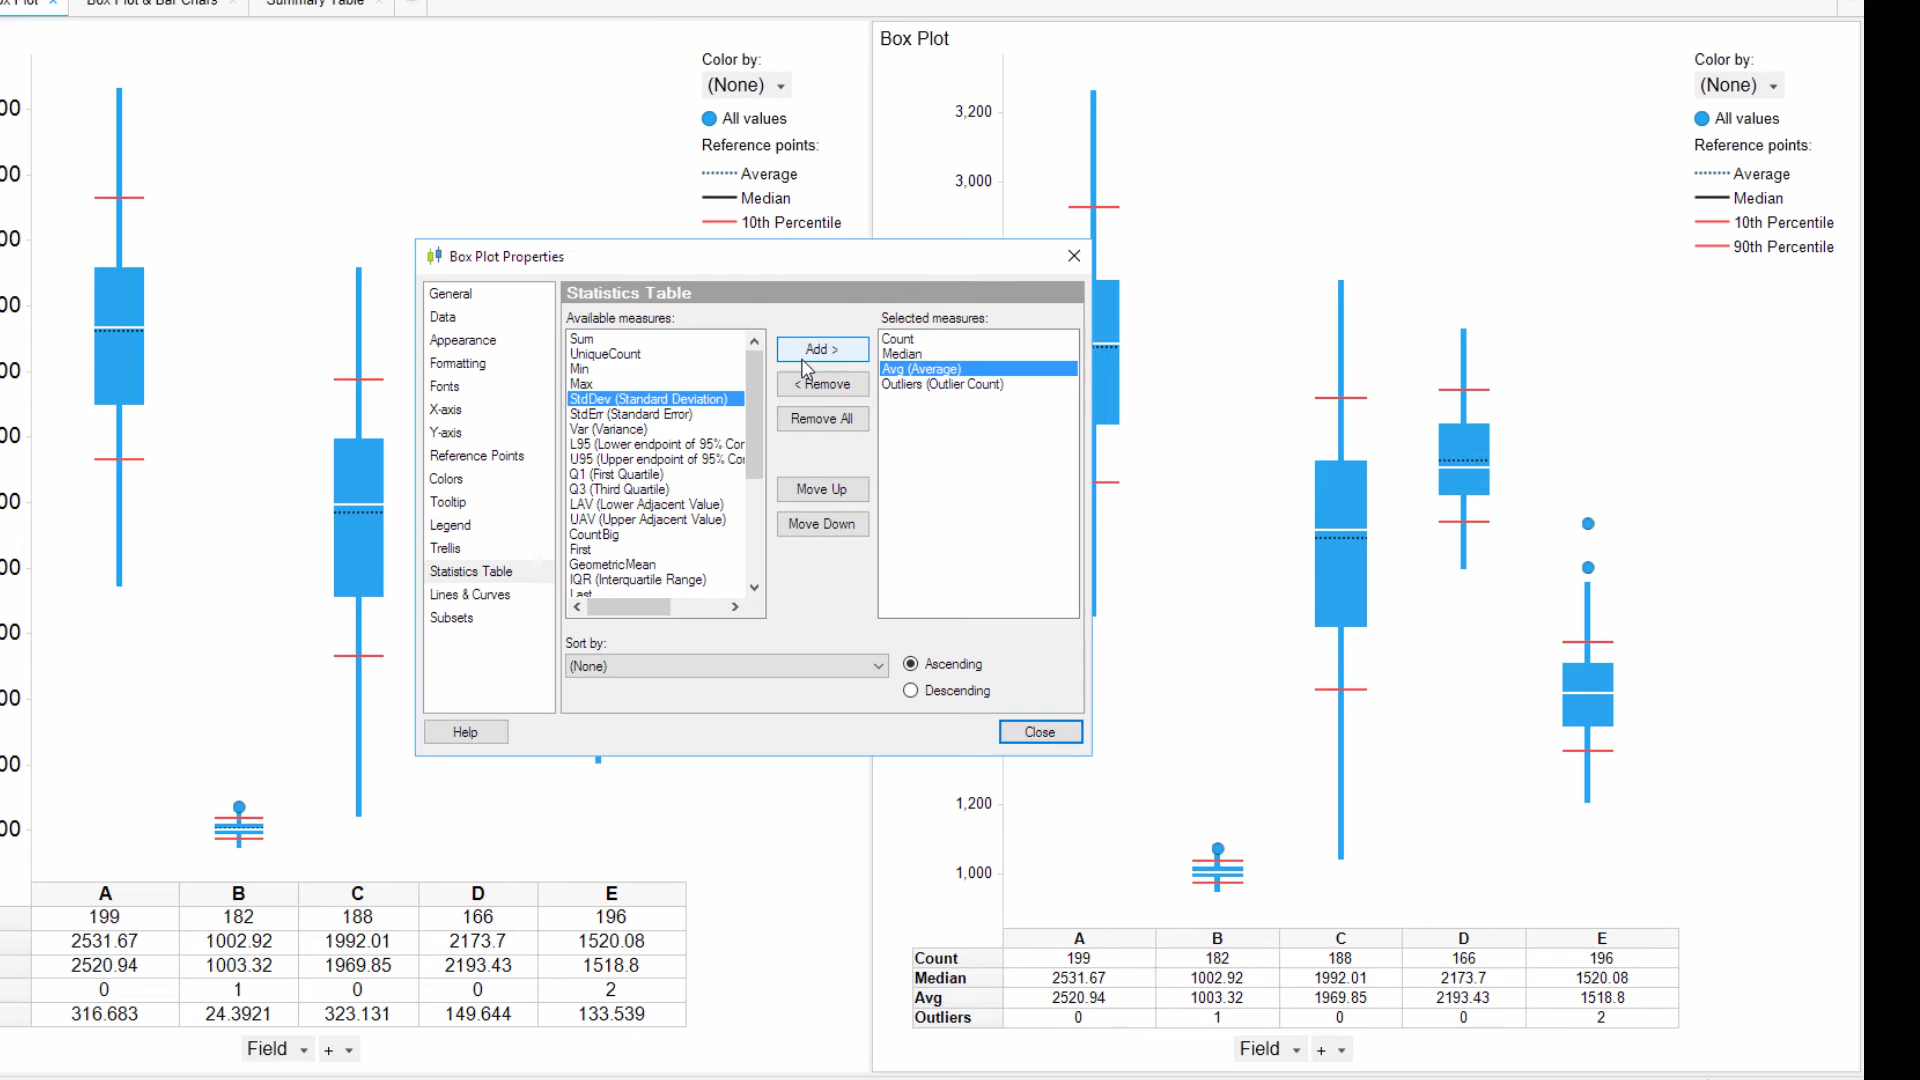 Box Plot & Bar Chars
Summary Table
Color by:
(None)
All values
Reference points:
Average
Median
10th Percentile
A B C D E
199 182 188 166 196
2531.67 1002.92 1992.01 2173.7 1520.08
2520.94 1003.32 1969.85 2193.43 1518.8
0 1 0 0 2
316.683 24.3921 323.131 149.644 133.539
Field +
Box Plot Properties
General
Data
Appearance
Formatting
Fonts
X-axis
Y-axis
Reference Points
Colors
Tooltip
Legend
Trellis
Statistics Table
Lines & Curves
Subsets
Statistics Table
Available measures:
Sum
UniqueCount
Min
Max
StdDev (Standard Deviation)
StdErr (Standard Error)
Var (Variance)
L95 (Lower endpoint of 95% Cor
U95 (Upper endpoint of 95% Cor
Q1 (First Quartile)
Q3 (Third Quartile)
LAV (Lower Adjacent Value)
UAV (Upper Adjacent Value)
CountBig
First
GeometricMean
IQR (Interquartile Range)
Last
Add >
< Remove
Remove All
Move Up
Move Down
Selected measures:
Count
Median
Avg (Average)
Outliers (Outlier Count)
Sort by:
(None)
Ascending
Descending
Help
Close
Box Plot
3,200
3,000
1,200
1,000
Color by:
(None)
All values
Reference points:
Average
Median
10th Percentile
90th Percentile
A B C D E
Count 199 182 188 166 196
Median 2531.67 1002.92 1992.01 2173.7 1520.08
Avg 2520.94 1003.32 1969.85 2193.43 1518.8
Outliers 0 1 0 0 2
Field +